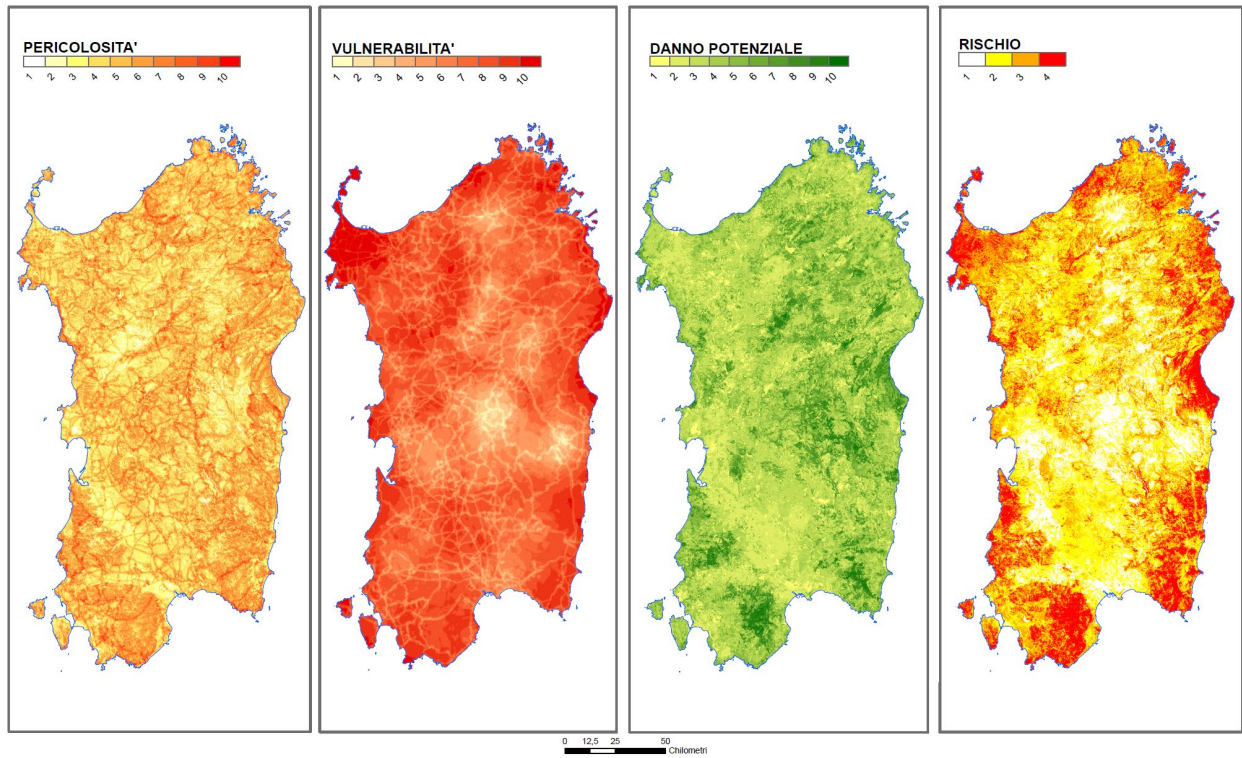 PERICOLOSITA'
1 2 3 4 5 6 7 8 9 10
VULNERABILITA'
1 2 3 4 5 6 7 8 9 10
DANNO POTENZIALE
1 2 3 4 5 6 7 8 9 10
RISCHIO
1 2 3 4
0 12,5 25 50
Chilometri